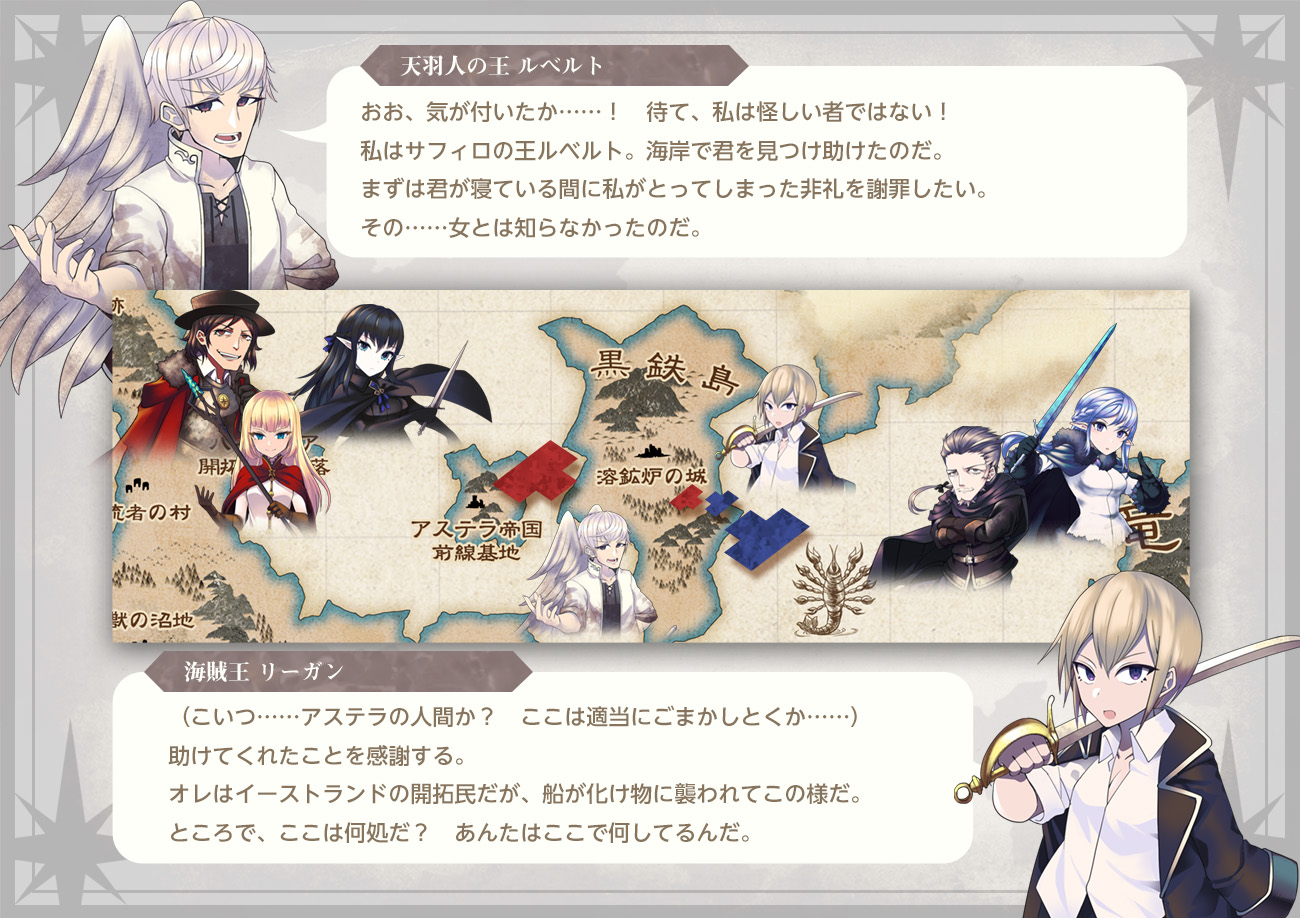 天羽人の王 ルベルト
おお、気が付いたか……！　待て、私は怪しい者ではない！
私はサフィロの王ルベルト。海岸で君を見つけ助けたのだ。
まずは君が寝ている間に私がとってしまった非礼を謝罪したい。
その……女とは知らなかったのだ。
黒鉄島
溶鉱炉の城
開拓
落
ア
荒者の村
アステラ帝国
前線基地
獣の沼地
竜
海賊王 リーガン
（こいつ……アステラの人間か？　ここは適当にごまかしとくか……）
助けてくれたことを感謝する。
オレはイーストランドの開拓民だが、船が化け物に襲われてこの様だ。
ところで、ここは何処だ？　あんたはここで何してるんだ。